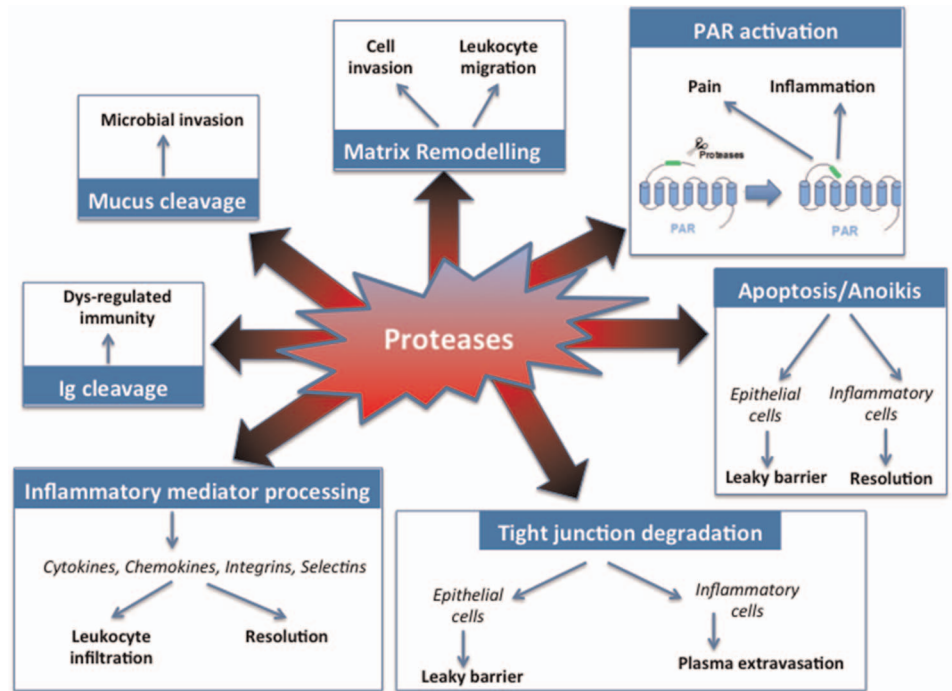 Cell
invasion
Leukocyte
migration
Matrix Remodelling
PAR activation
Pain
Inflammation
Proteases
PAR
PAR
Microbial invasion
Mucus cleavage
Dys-regulated
immunity
Ig cleavage
Proteases
Apoptosis/Anoikis
Epithelial
cells
Inflammatory
cells
Leaky barrier
Resolution
Inflammatory mediator processing
Cytokines, Chemokines, Integrins, Selectins
Leukocyte
infiltration
Resolution
Tight junction degradation
Epithelial
cells
Inflammatory
cells
Leaky barrier
Plasma extravasation